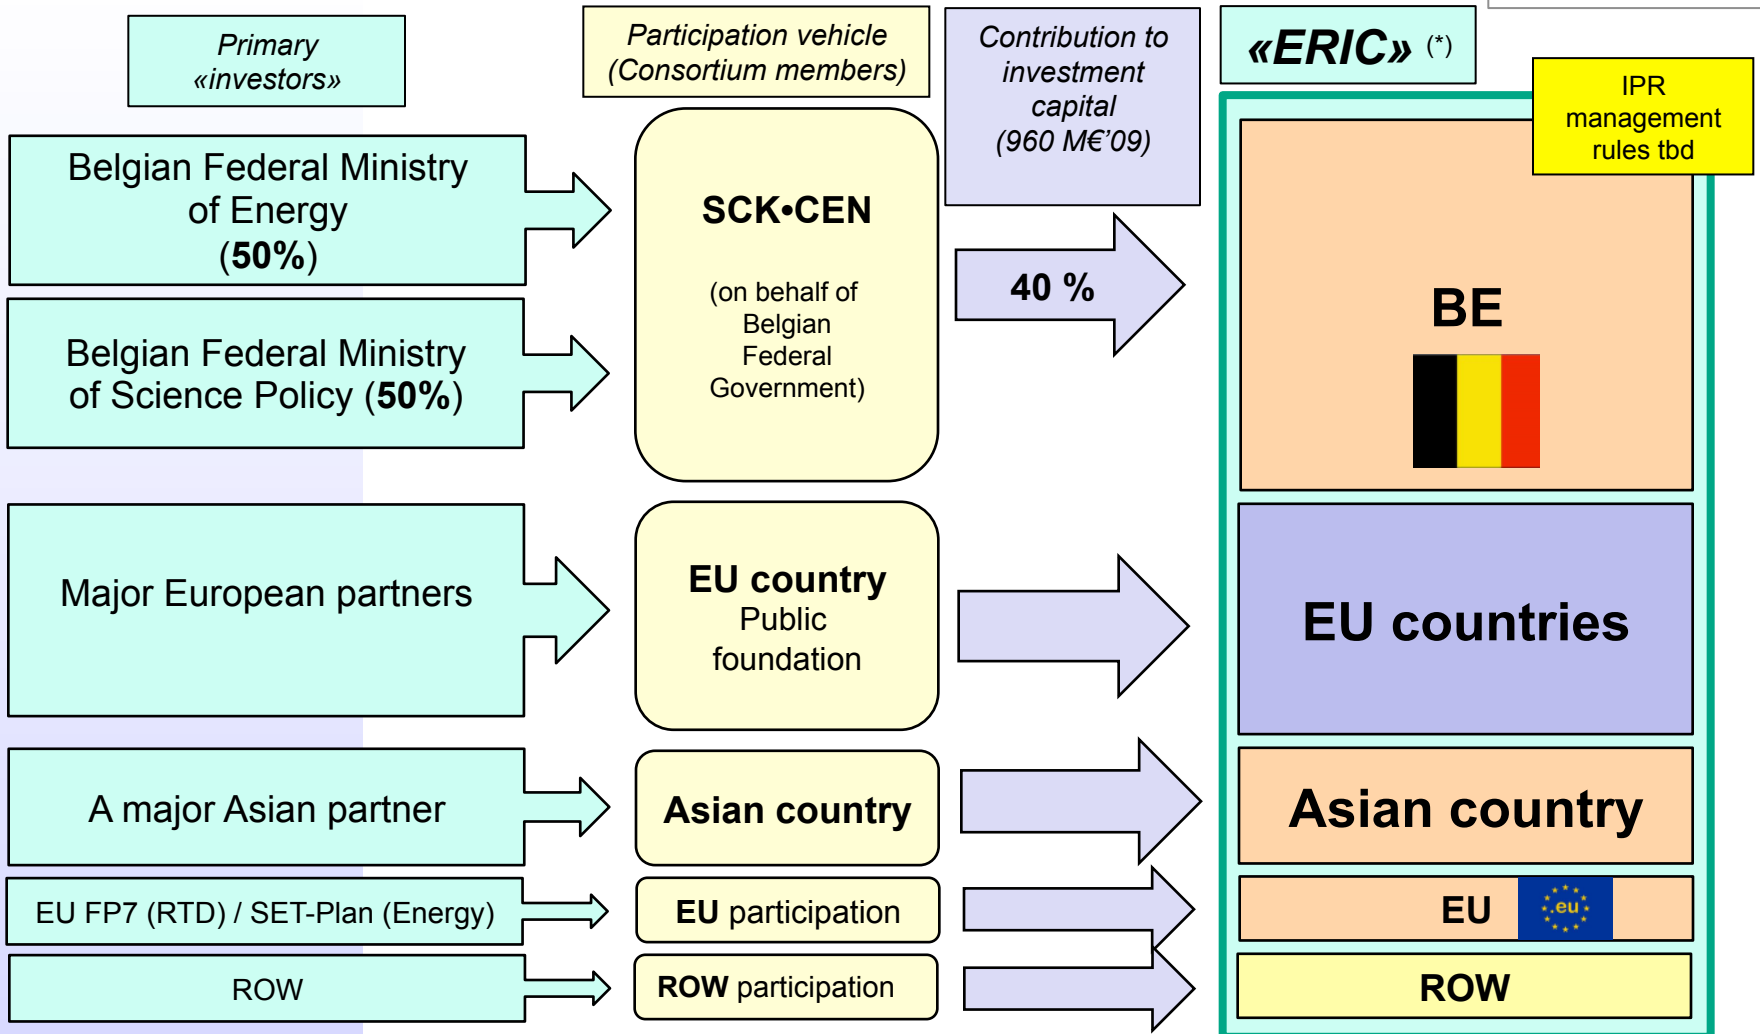 Primary
«investors»
Participation vehicle
(Consortium members)
Contribution to
investment
capital
(960 M€’09)
«ERIC» (*)
IPR
management
rules tbd
Belgian Federal Ministry
of Energy
(50%)
Belgian Federal Ministry
of Science Policy (50%)
SCK•CEN
(on behalf of
Belgian
Federal
Government)
40 %
BE
Major European partners
EU country
Public
foundation
EU countries
A major Asian partner
Asian country
Asian country
EU FP7 (RTD) / SET-Plan (Energy)
EU participation
EU
.eu
ROW
ROW participation
ROW